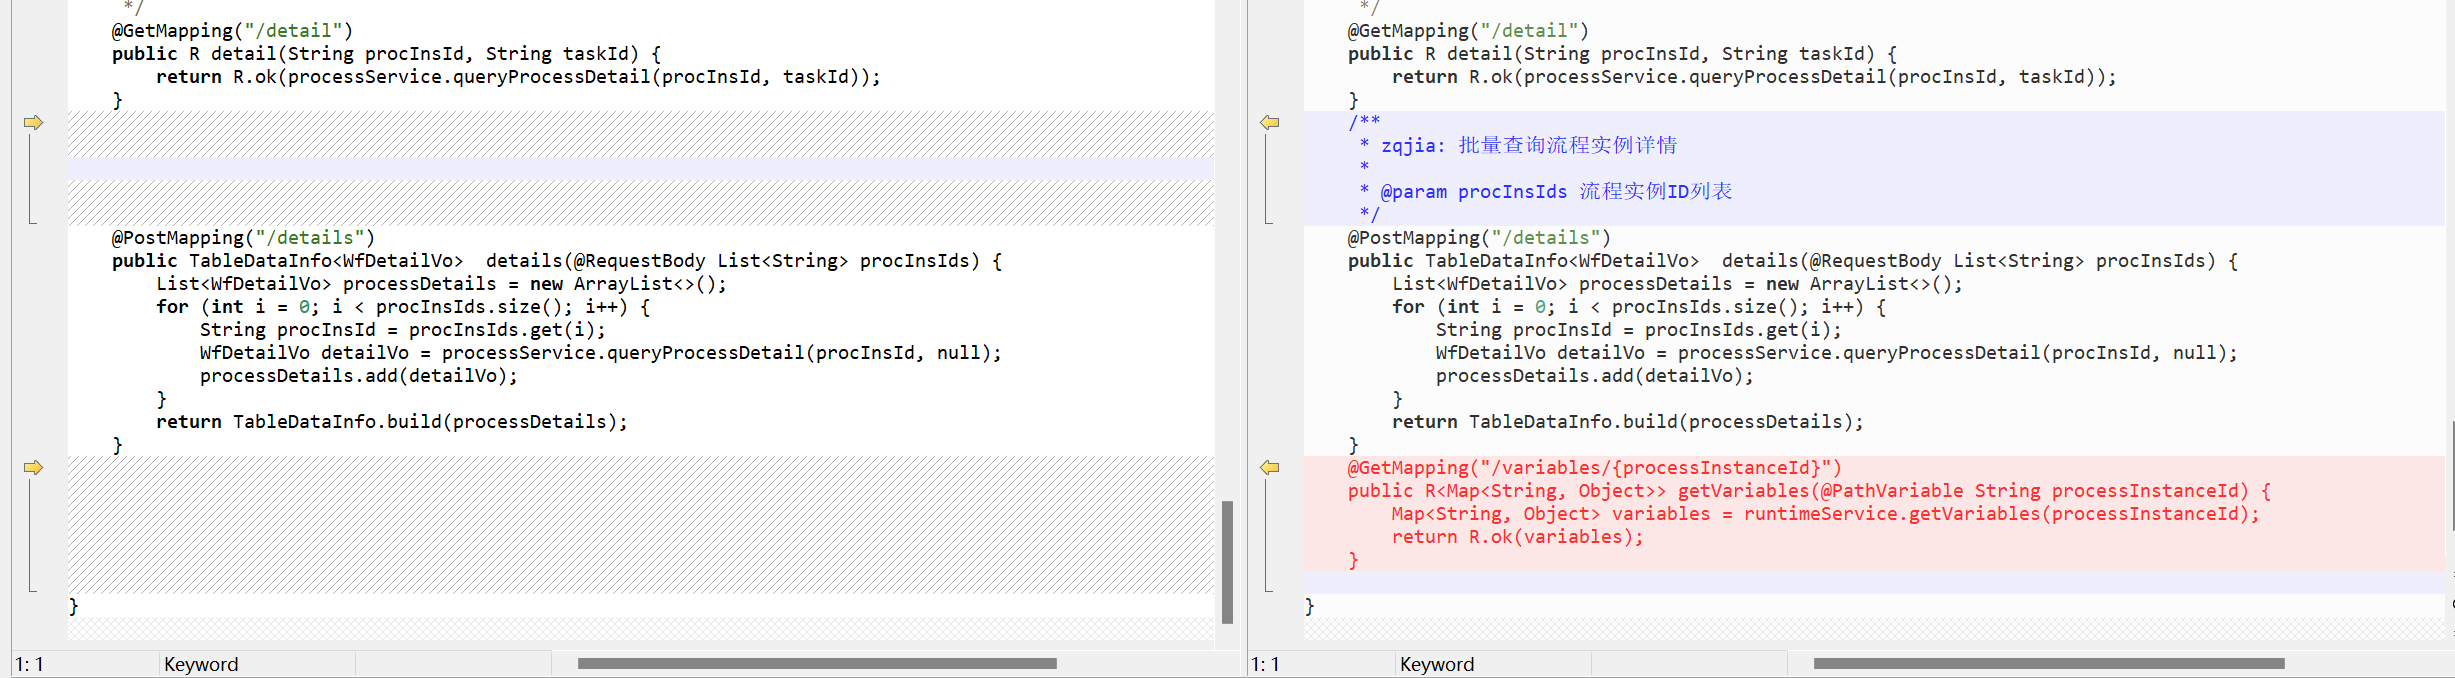 */
@GetMapping("/detail")
public R detail(String procInsId, String taskId) {
return R.ok(processService.queryProcessDetail(procInsId, taskId));
}
@PostMapping("/details")
public TableDataInfo<WfDetailVo>  details(@RequestBody List<String> procInsIds) {
List<WfDetailVo> processDetails = new ArrayList<>();
for (int i = 0; i < procInsIds.size(); i++) {
String procInsId = procInsIds.get(i);
WfDetailVo detailVo = processService.queryProcessDetail(procInsId, null);
processDetails.add(detailVo);
}
return TableDataInfo.build(processDetails);
}
}
1: 1
Keyword
*/
@GetMapping("/detail")
public R detail(String procInsId, String taskId) {
return R.ok(processService.queryProcessDetail(procInsId, taskId));
}
/**
* zqjia: 批量查询流程实例详情
*
* @param procInsIds 流程实例ID列表
*/
@PostMapping("/details")
public TableDataInfo<WfDetailVo>  details(@RequestBody List<String> procInsIds) {
List<WfDetailVo> processDetails = new ArrayList<>();
for (int i = 0; i < procInsIds.size(); i++) {
String procInsId = procInsIds.get(i);
WfDetailVo detailVo = processService.queryProcessDetail(procInsId, null);
processDetails.add(detailVo);
}
return TableDataInfo.build(processDetails);
}
@GetMapping("/variables/{processInstanceId}")
public R<Map<String, Object>> getVariables(@PathVariable String processInstanceId) {
Map<String, Object> variables = runtimeService.getVariables(processInstanceId);
return R.ok(variables);
}
}
1: 1
Keyword